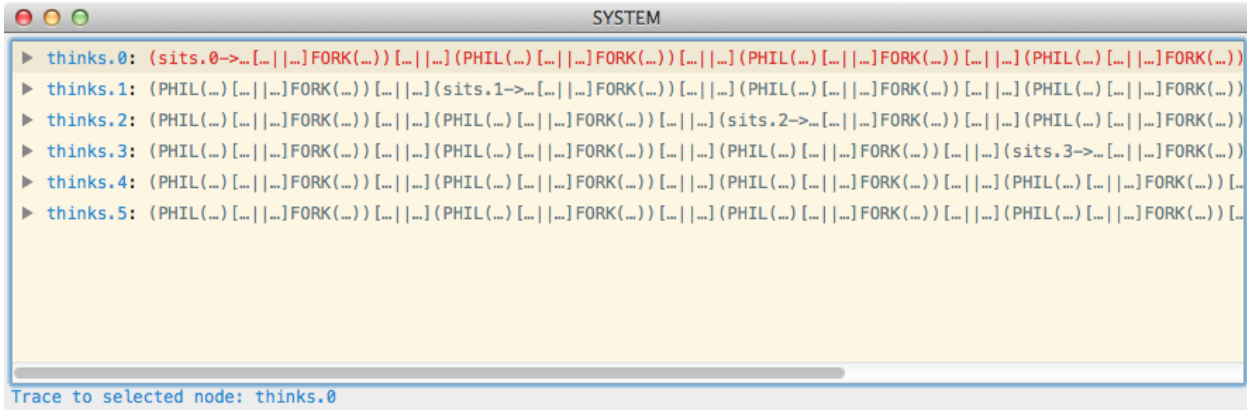 SYSTEM
thinks.0: (sits.0->…[…||…]FORK(…))[…||…](PHIL(…)[…||…]FORK(…))[…||…](PHIL(…)[…||…]FORK(…))[…||…](PHIL(…)[…||…]FORK(…))
thinks.1: (PHIL(…)[…||…]FORK(…))[…||…](sits.1->…[…||…]FORK(…))[…||…](PHIL(…)[…||…]FORK(…))[…||…](PHIL(…)[…||…]FORK(…))
thinks.2: (PHIL(…)[…||…]FORK(…))[…||…](PHIL(…)[…||…]FORK(…))[…||…](sits.2->…[…||…]FORK(…))[…||…](PHIL(…)[…||…]FORK(…))
thinks.3: (PHIL(…)[…||…]FORK(…))[…||…](PHIL(…)[…||…]FORK(…))[…||…](PHIL(…)[…||…]FORK(…))[…||…](sits.3->…[…||…]FORK(…))
thinks.4: (PHIL(…)[…||…]FORK(…))[…||…](PHIL(…)[…||…]FORK(…))[…||…](PHIL(…)[…||…]FORK(…))[…||…](PHIL(…)[…||…]FORK(…))[…
thinks.5: (PHIL(…)[…||…]FORK(…))[…||…](PHIL(…)[…||…]FORK(…))[…||…](PHIL(…)[…||…]FORK(…))[…||…](PHIL(…)[…||…]FORK(…))[…
Trace to selected node: thinks.0